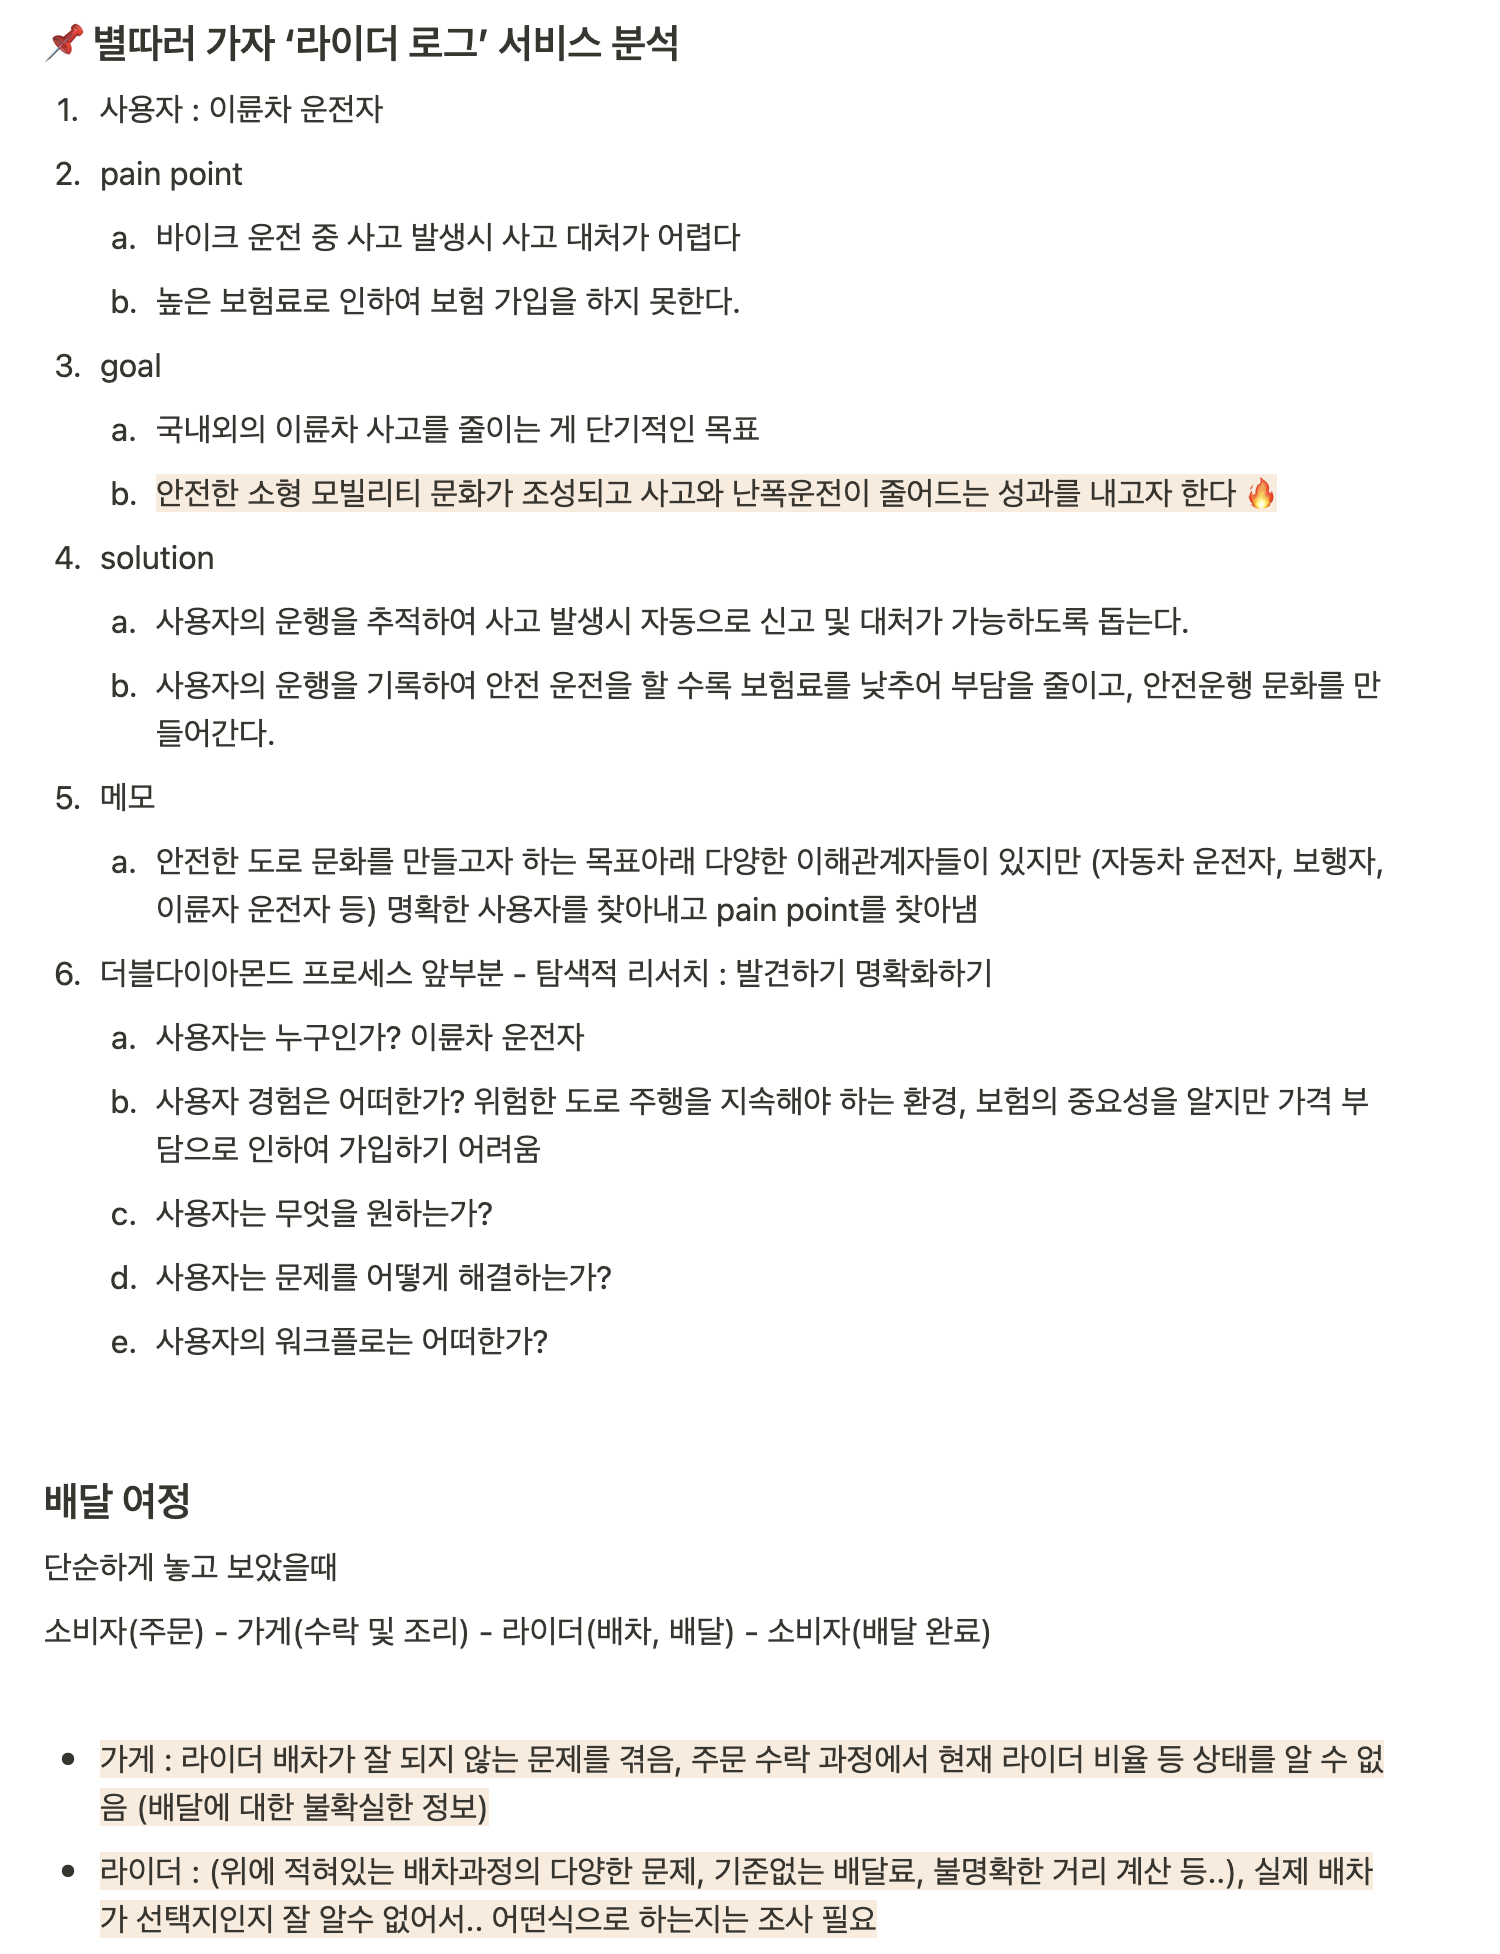 📌 별따러 가자 ‘라이더 로그’ 서비스 분석
1. 사용자 : 이륜차 운전자
2. pain point
a. 바이크 운전 중 사고 발생시 사고 대처가 어렵다
b. 높은 보험료로 인하여 보험 가입을 하지 못한다.
3. goal
a. 국내외의 이륜차 사고를 줄이는 게 단기적인 목표
b. 안전한 소형 모빌리티 문화가 조성되고 사고와 난폭운전이 줄어드는 성과를 내고자 한다 🔥
4. solution
a. 사용자의 운행을 추적하여 사고 발생시 자동으로 신고 및 대처가 가능하도록 돕는다.
b. 사용자의 운행을 기록하여 안전 운전을 할 수록 보험료를 낮추어 부담을 줄이고, 안전운행 문화를 만
들어간다.
5. 메모
a. 안전한 도로 문화를 만들고자 하는 목표아래 다양한 이해관계자들이 있지만 (자동차 운전자, 보행자,
이륜자 운전자 등) 명확한 사용자를 찾아내고 pain point를 찾아냄
6. 더블다이아몬드 프로세스 앞부분 - 탐색적 리서치 : 발견하기 명확화하기
a. 사용자는 누구인가? 이륜차 운전자
b. 사용자 경험은 어떠한가? 위험한 도로 주행을 지속해야 하는 환경, 보험의 중요성을 알지만 가격 부
담으로 인하여 가입하기 어려움
c. 사용자는 무엇을 원하는가?
d. 사용자는 문제를 어떻게 해결하는가?
e. 사용자의 워크플로는 어떠한가?
배달 여정
단순하게 놓고 보았을때
소비자(주문) - 가게(수락 및 조리) - 라이더(배차, 배달) - 소비자(배달 완료)
• 가게 : 라이더 배차가 잘 되지 않는 문제를 겪음, 주문 수락 과정에서 현재 라이더 비율 등 상태를 알 수 없
음 (배달에 대한 불확실한 정보)
• 라이더 : (위에 적혀있는 배차과정의 다양한 문제, 기준없는 배달료, 불명확한 거리 계산 등..), 실제 배차
가 선택지인지 잘 알수 없어서.. 어떤식으로 하는지는 조사 필요